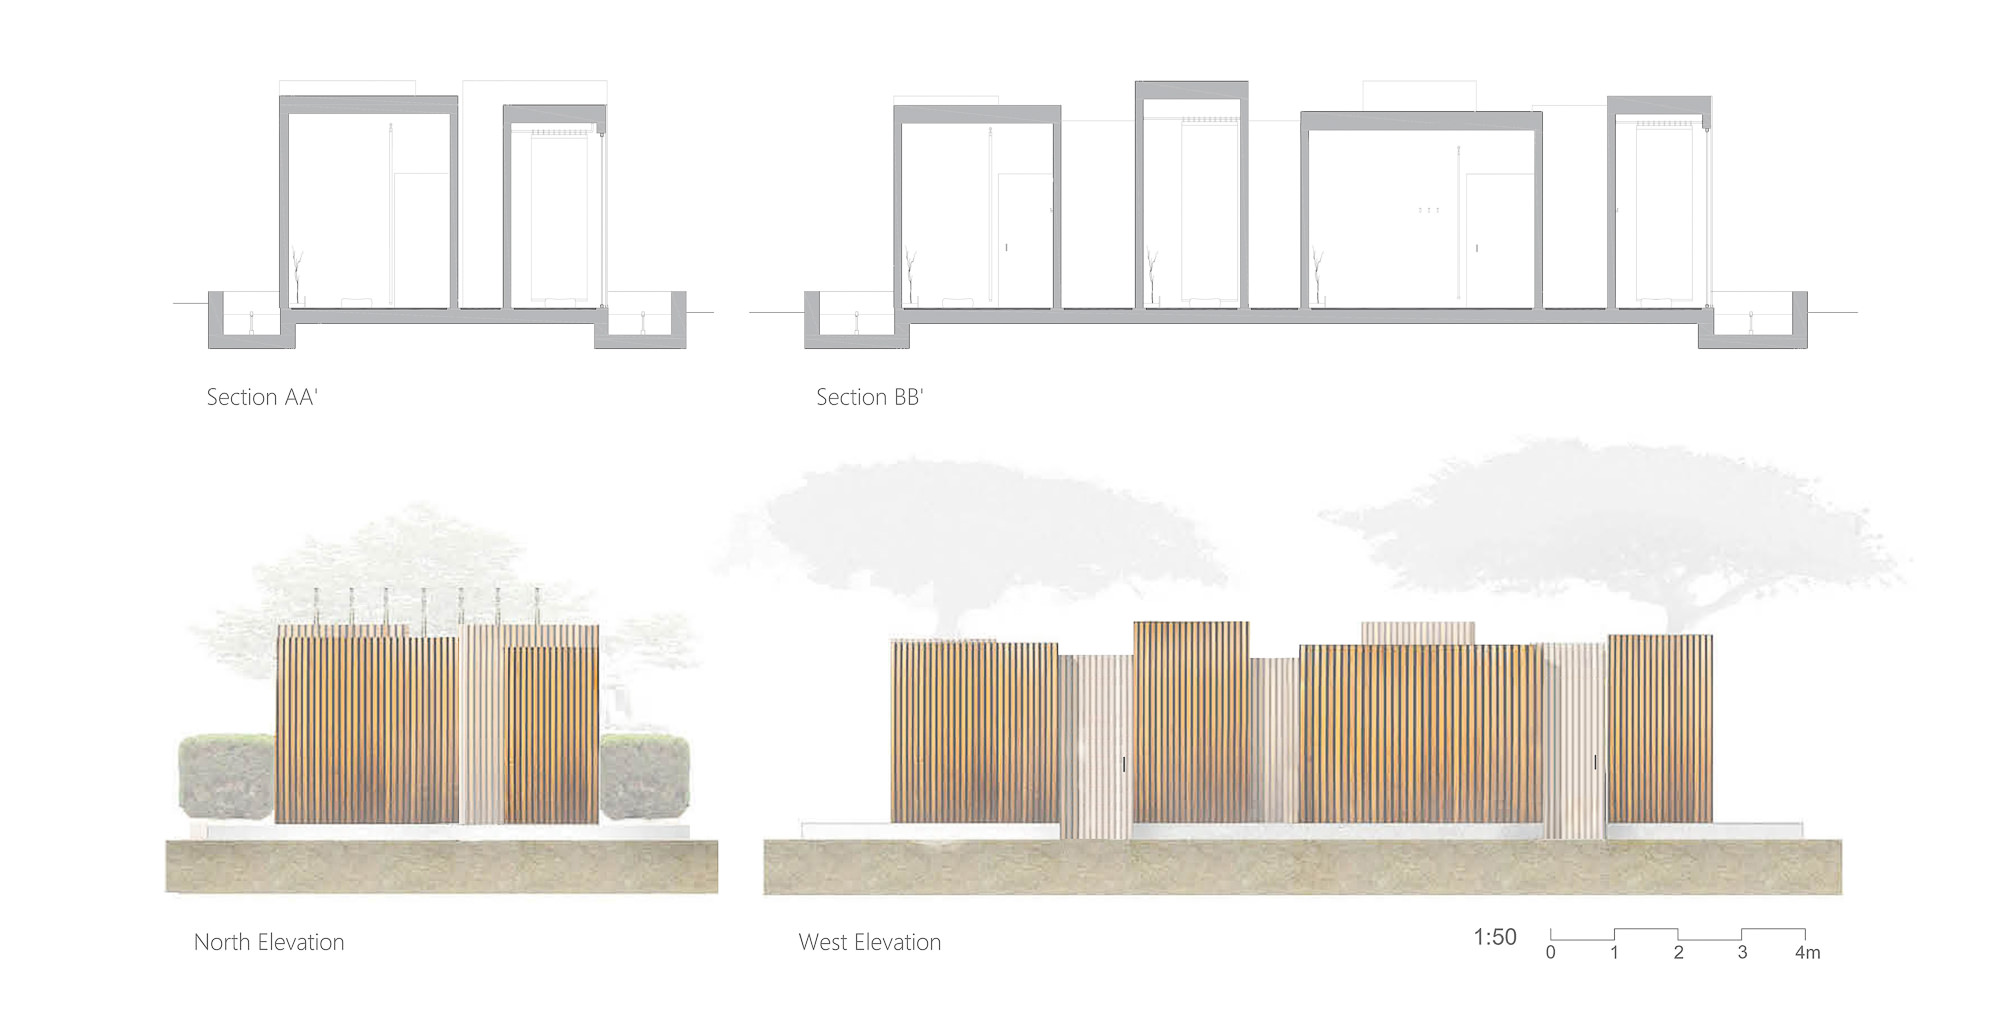 Section AA'
Section BB'
North Elevation
West Elevation
1:50
0 1 2 3 4m